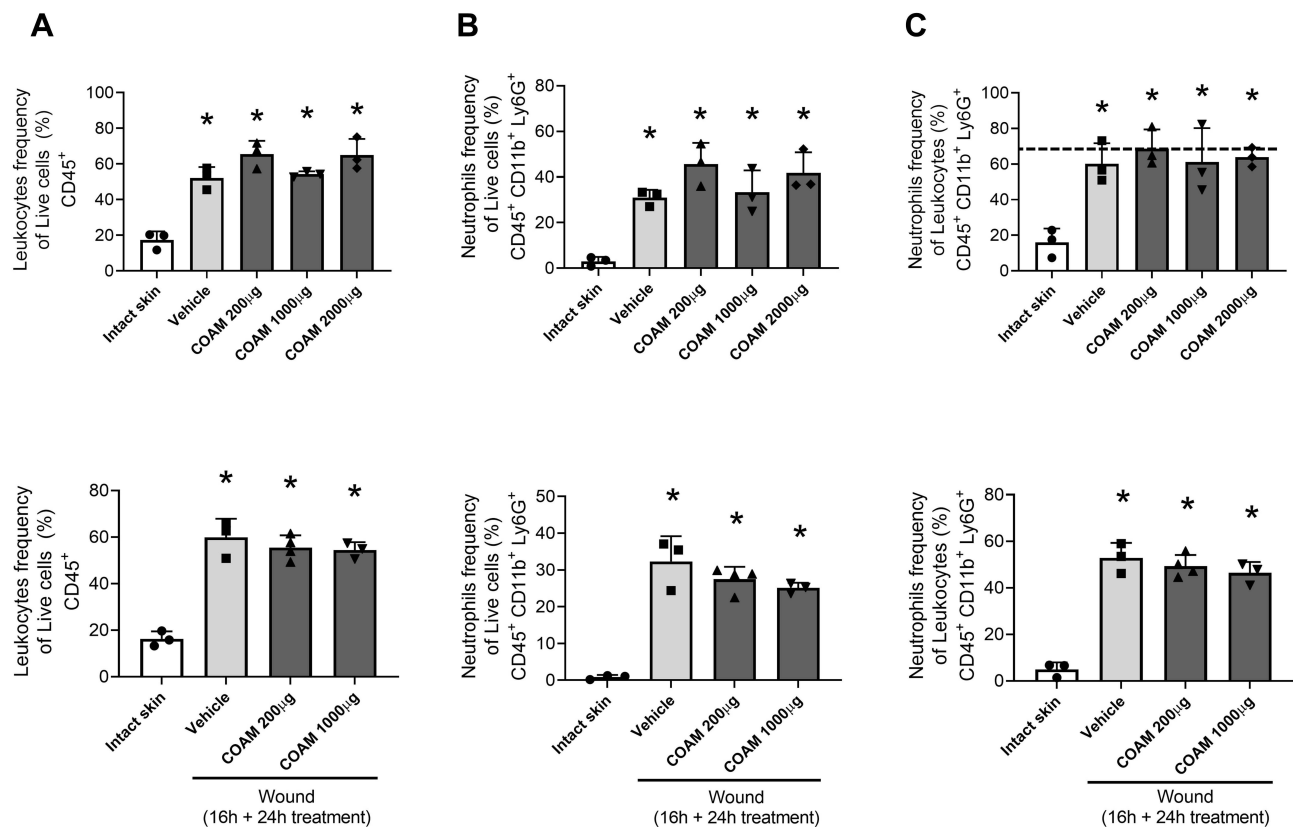 A
B
C
Leukocytes frequency
of Live cells (%)
CD45⁺
100
80
60
40
20
0
*
*
*
*
Intact skin
Vehicle
COAM 200µg
COAM 1000µg
COAM 2000µg
Neutrophils frequency
of Live cells (%)
CD45⁺ CD11b⁺ Ly6G⁺
80
60
40
20
0
*
*
*
*
Intact skin
Vehicle
COAM 200µg
COAM 1000µg
COAM 2000µg
Neutrophils frequency
of Leukocytes (%)
CD45⁺ CD11b⁺ Ly6G⁺
100
80
60
40
20
0
*
*
*
*
Intact skin
Vehicle
COAM 200µg
COAM 1000µg
COAM 2000µg
Leukocytes frequency
of Live cells (%)
CD45⁺
80
60
40
20
0
*
*
*
Intact skin
Vehicle
COAM 200µg
COAM 1000µg
Wound
(16h + 24h treatment)
Neutrophils frequency
of Live cells (%)
CD45⁺ CD11b⁺ Ly6G⁺
50
40
30
20
10
0
*
*
*
Intact skin
Vehicle
COAM 200µg
COAM 1000µg
Wound
(16h + 24h treatment)
Neutrophils frequency
of Leukocytes (%)
CD45⁺ CD11b⁺ Ly6G⁺
80
60
40
20
0
*
*
*
Intact skin
Vehicle
COAM 200µg
COAM 1000µg
Wound
(16h + 24h treatment)